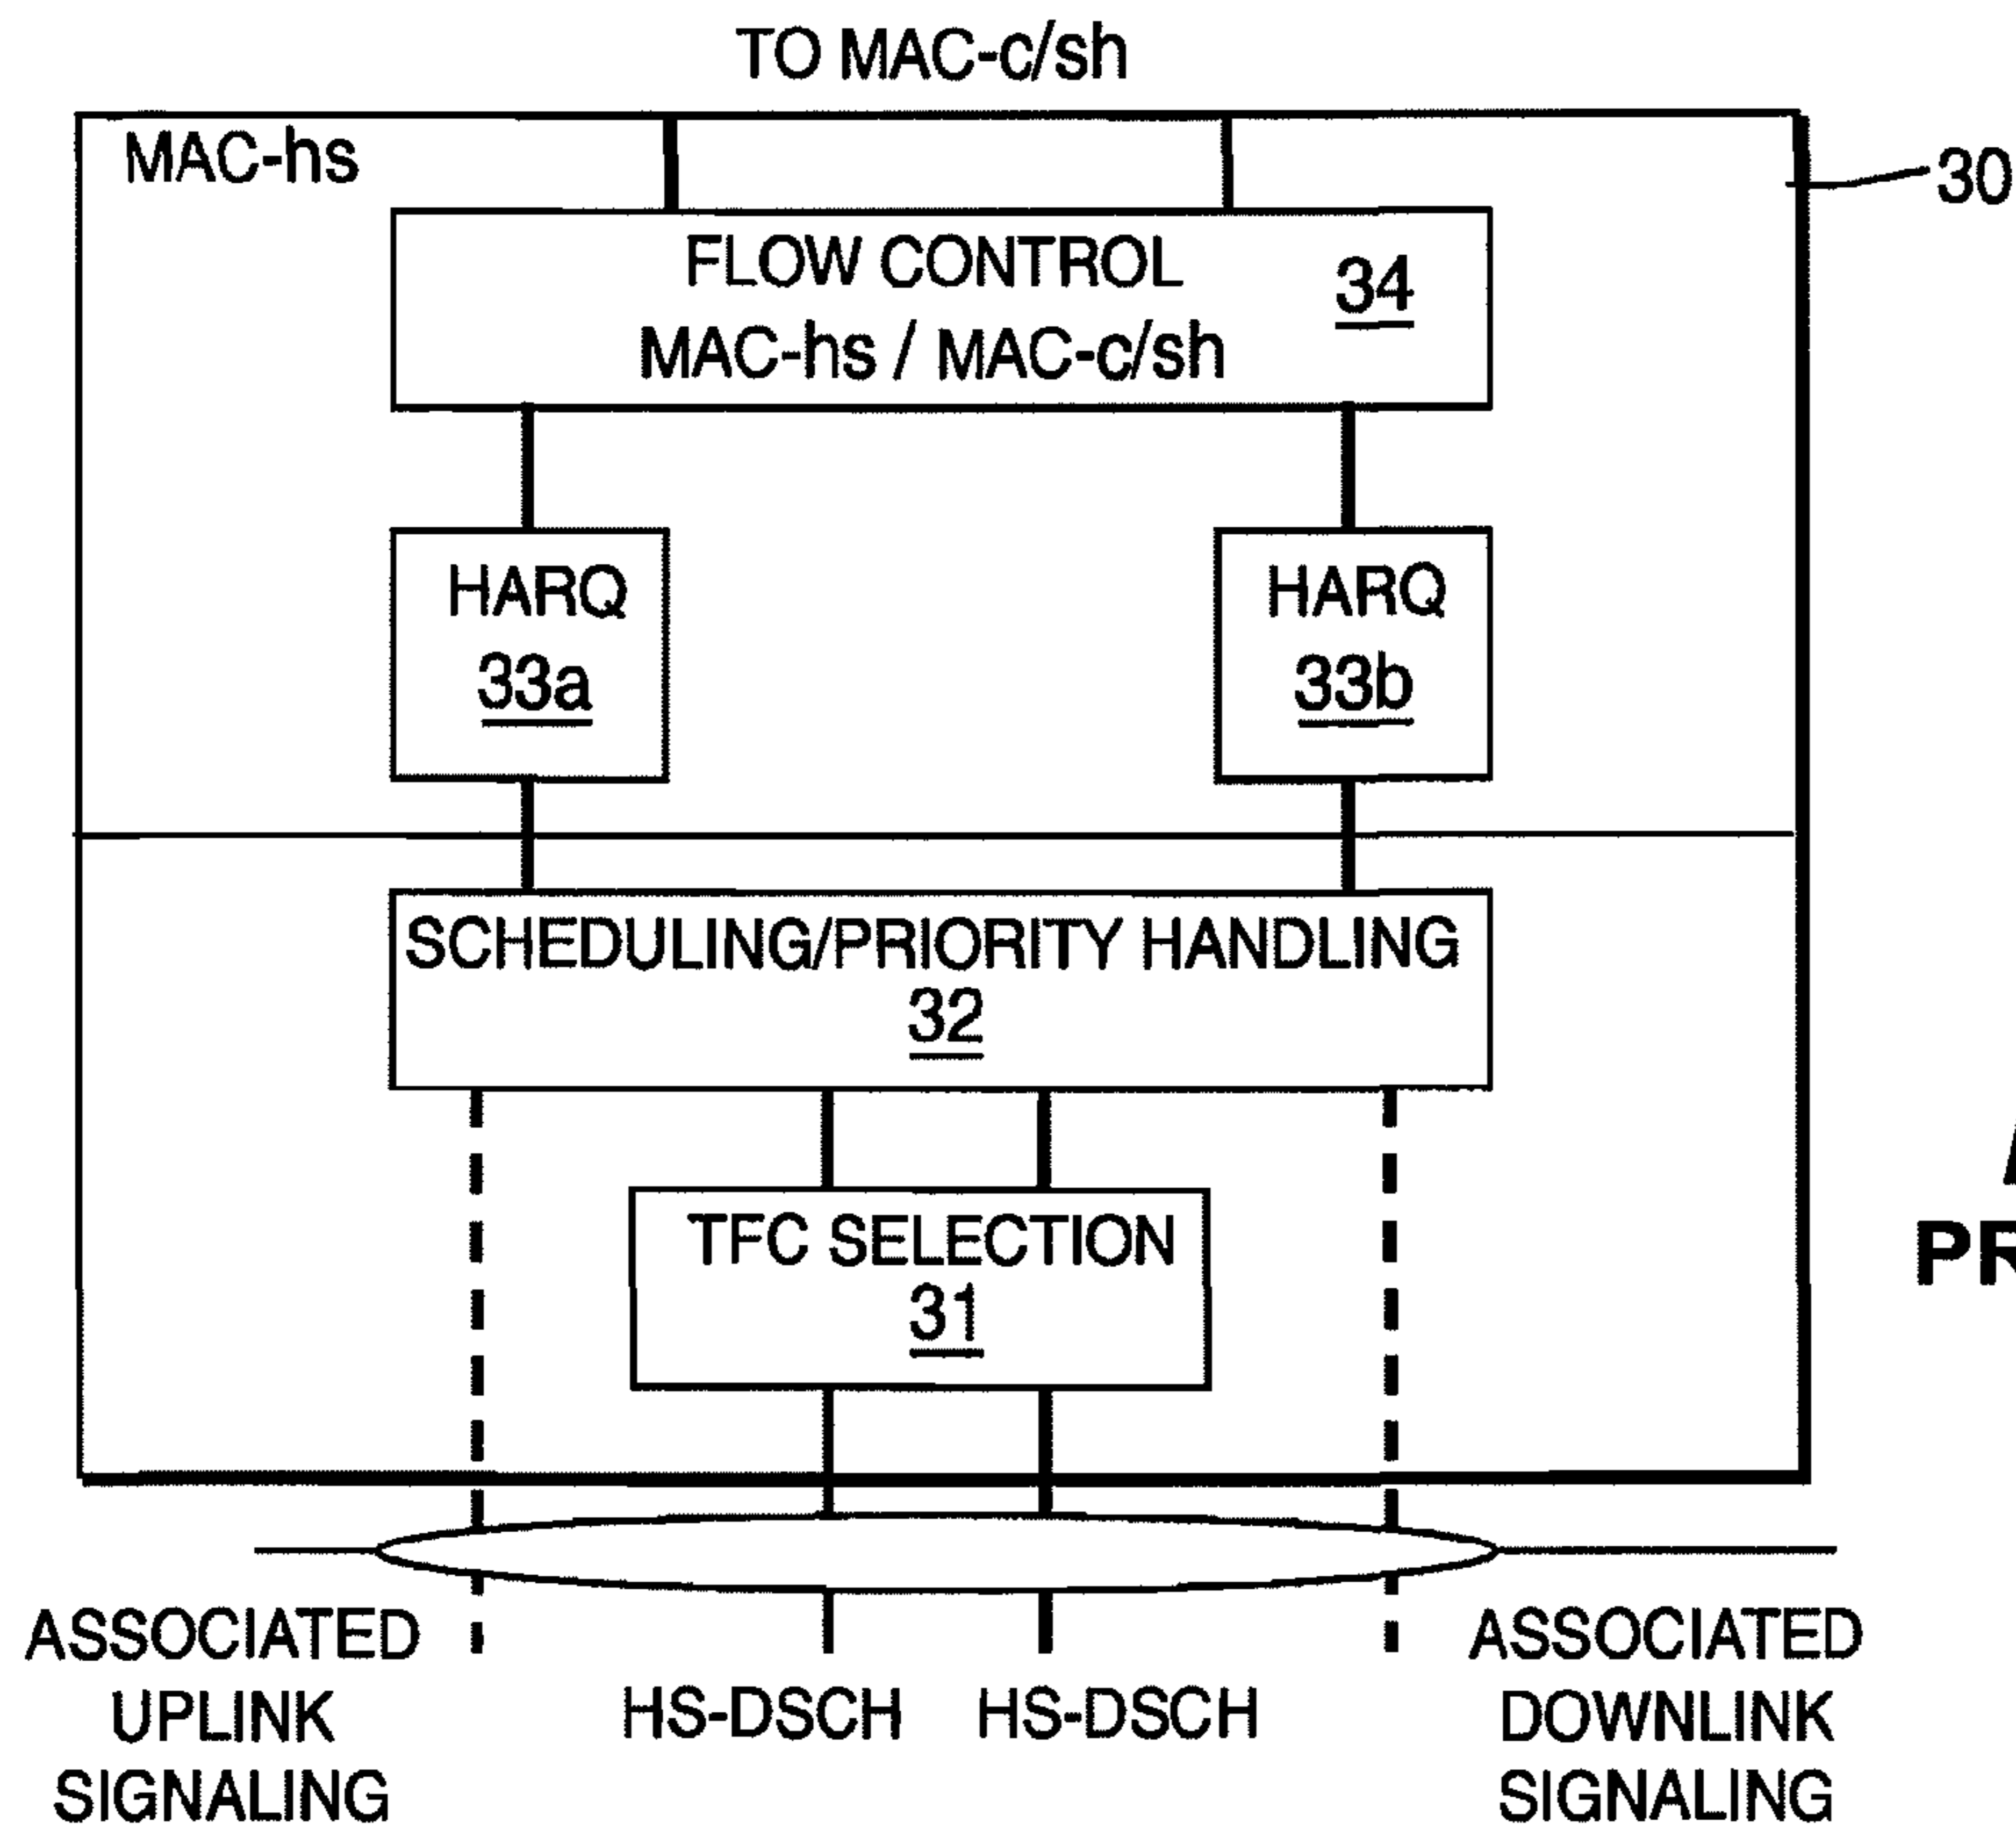 TO MAC-c/sh
MAC-hs
30
FLOW CONTROL
34
MAC-hs / MAC-c/sh
HARQ
33a
HARQ
33b
SCHEDULING/PRIORITY HANDLING
32
TFC SELECTION
31
PR
ASSOCIATED
UPLINK
SIGNALING
HS-DSCH
HS-DSCH
ASSOCIATED
DOWNLINK
SIGNALING